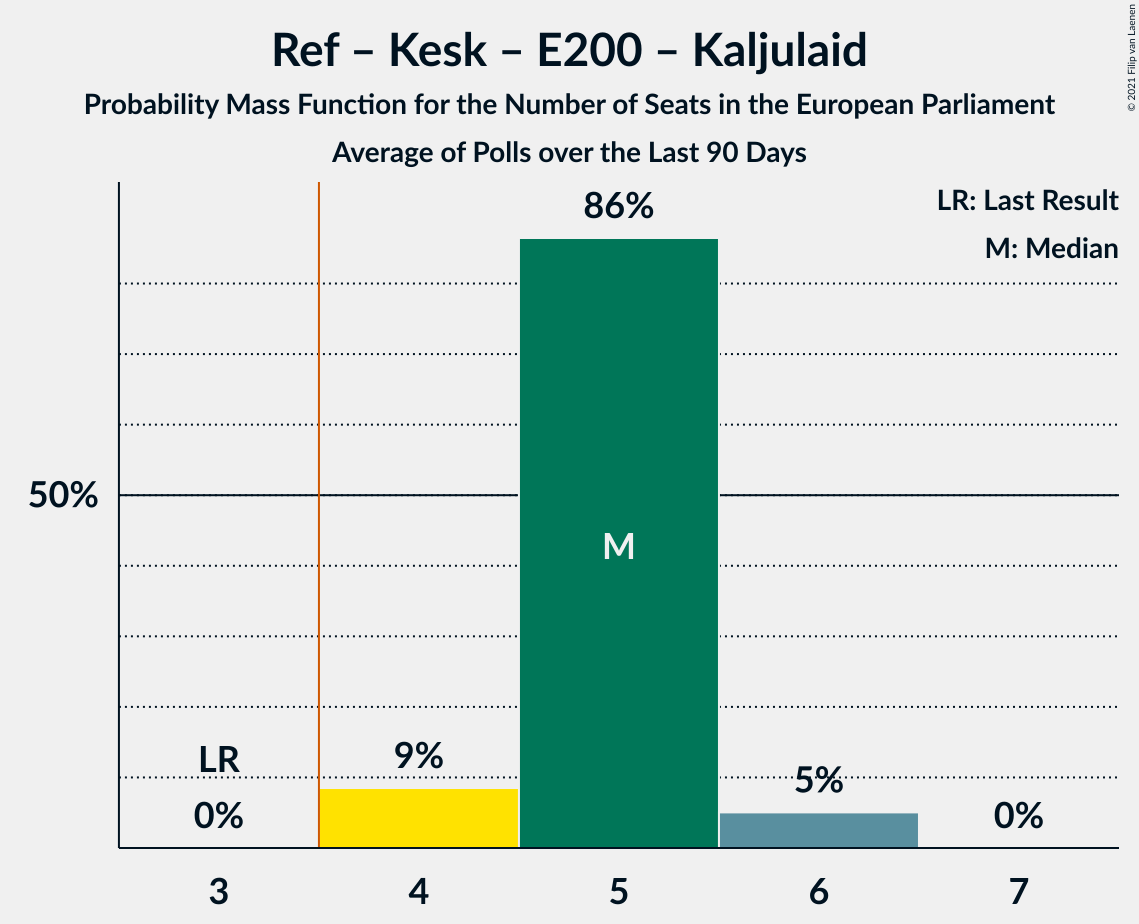 Ref – Kesk – E200 – Kaljulaid
Probability Mass Function for the Number of Seats in the European Parliament
Average of Polls over the Last 90 Days
© 2021 Filip van Laenen
LR: Last Result
M: Median
86%
50%
M
LR
0%
9%
5%
0%
3
4
5
6
7